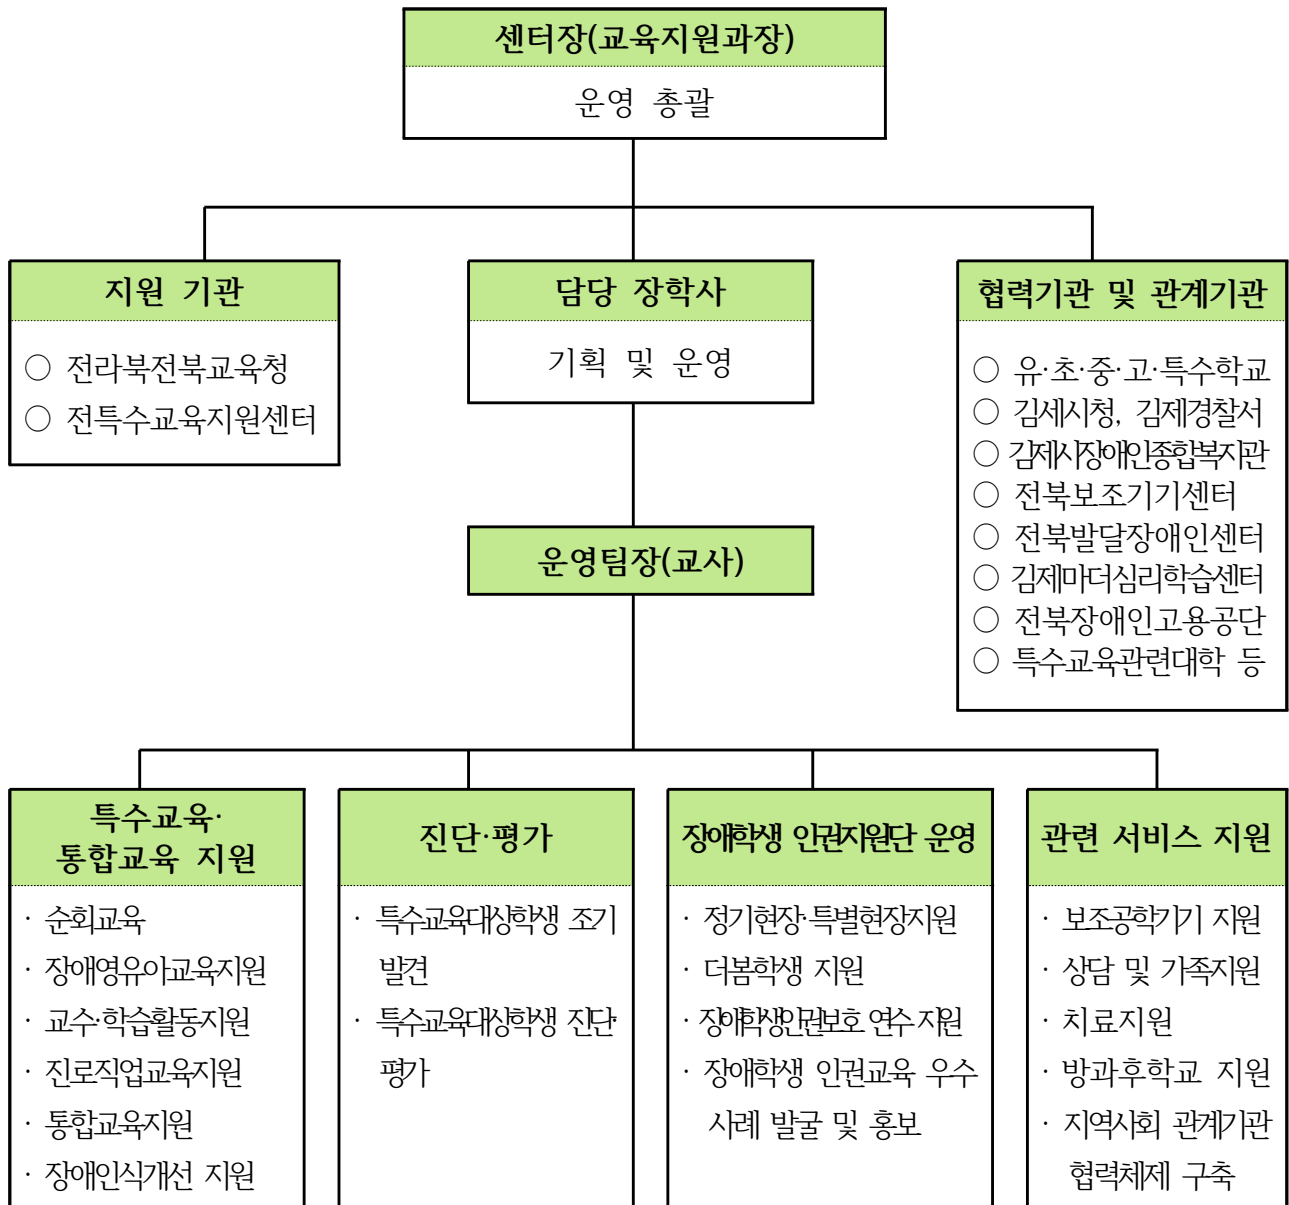 센터장(교육지원과장)
운영 총괄
지원 기관
○ 전라북전북교육청
○ 전특수교육지원센터
담당 장학사
기획 및 운영
협력기관 및 관계기관
○ 유·초·중·고·특수학교
○ 김세시청, 김제경찰서
○ 김제시장애인종합복지관
○ 전북보조기기센터
○ 전북발달장애인센터
○ 김제마더심리학습센터
○ 전북장애인고용공단
○ 특수교육관련대학 등
운영팀장(교사)
특수교육·
통합교육 지원
· 순회교육
· 장애영유아교육지원
· 교수·학습활동지원
· 진로직업교육지원
· 통합교육지원
· 장애인식개선 지원
진단·평가
· 특수교육대상학생 조기
발견
· 특수교육대상학생 진단·
평가
장애학생 인권지원단 운영
· 정기현장·특별현장지원
· 더봄학생 지원
· 장애학생인권보호 연수 지원
· 장애학생 인권교육 우수
사례 발굴 및 홍보
관련 서비스 지원
· 보조공학기기 지원
· 상담 및 가족지원
· 치료지원
· 방과후학교 지원
· 지역사회 관계기관
협력체제 구축